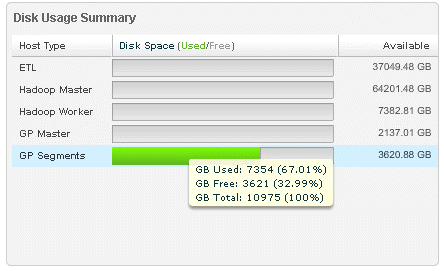 Disk Usage Summary
Host Type Disk Space (Used/Free) Available
ETL 37049.48 GB
Hadoop Master 64201.48 GB
Hadoop Worker 7382.81 GB
GP Master 2137.01 GB
GP Segments 3620.88 GB
GB Used: 7354 (67.01%)
GB Free: 3621 (32.99%)
GB Total: 10975 (100%)